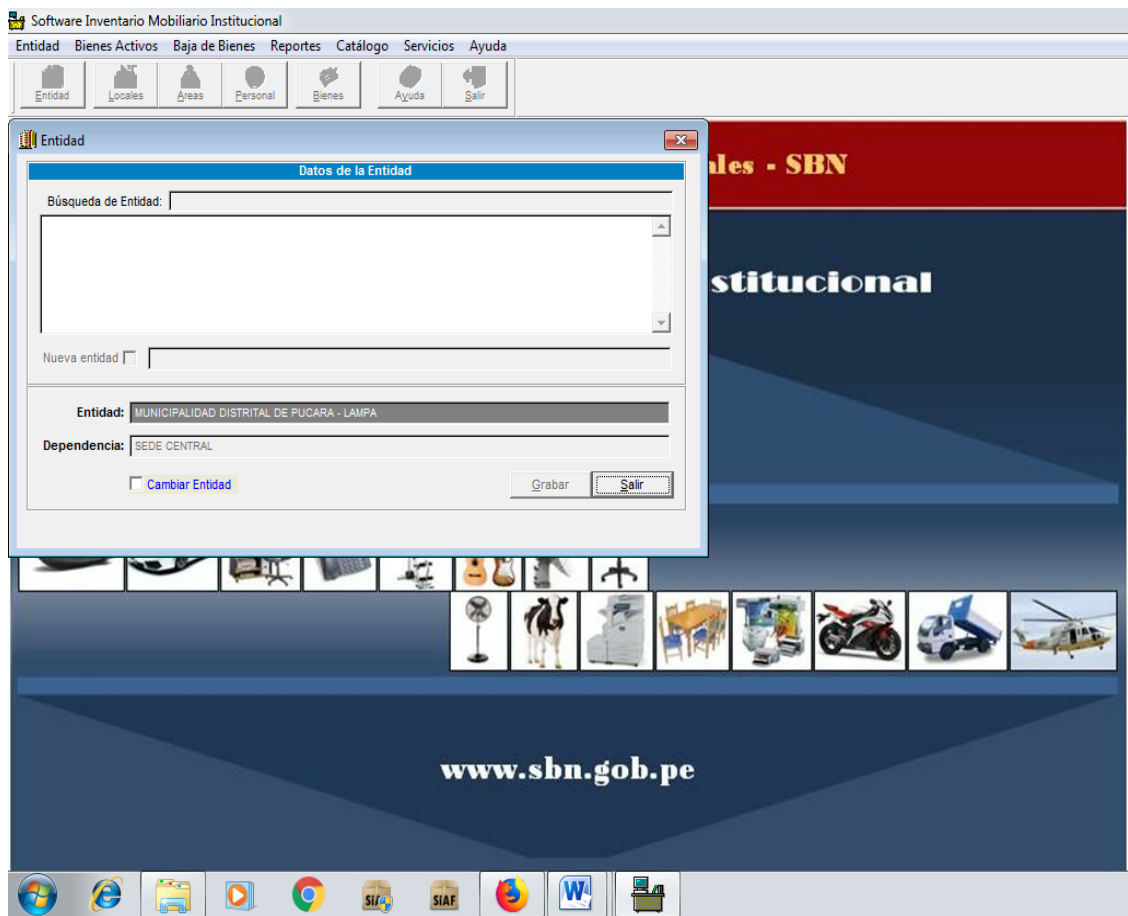 Software Inventario Mobiliario Institucional
Entidad Bienes Activos Baja de Bienes Reportes Catálogo Servicios Ayuda
Entidad Locales Areas Personal Bienes Ayuda Salir
Entidad
ales - SBN
Datos de la Entidad
Búsqueda de Entidad:
stitucional
Nueva entidad
Entidad: MUNICIPALIDAD DISTRITAL DE PUCARA - LAMPA
Dependencia: SEDE CENTRAL
Cambiar Entidad Grabar Salir
www.sbn.gob.pe
SIAF